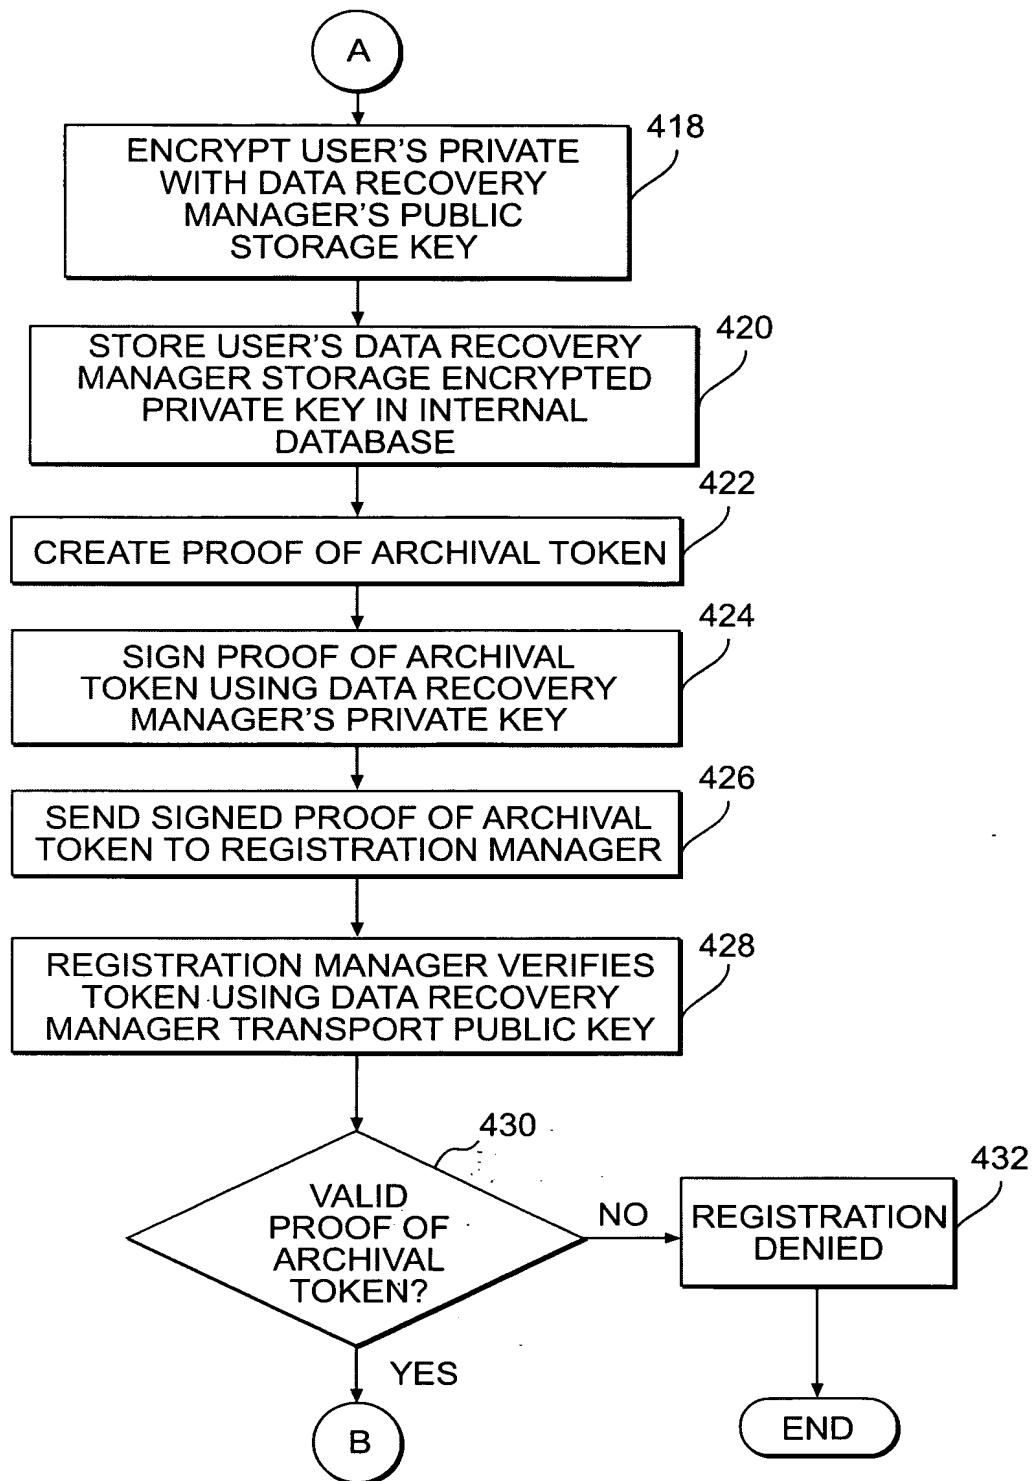 A
418
ENCRYPT USER'S PRIVATE
WITH DATA RECOVERY
MANAGER'S PUBLIC
STORAGE KEY
420
STORE USER'S DATA RECOVERY
MANAGER STORAGE ENCRYPTED
PRIVATE KEY IN INTERNAL
DATABASE
422
CREATE PROOF OF ARCHIVAL TOKEN
424
SIGN PROOF OF ARCHIVAL
TOKEN USING DATA RECOVERY
MANAGER'S PRIVATE KEY
426
SEND SIGNED PROOF OF ARCHIVAL
TOKEN TO REGISTRATION MANAGER
428
REGISTRATION MANAGER VERIFIES
TOKEN USING DATA RECOVERY
MANAGER TRANSPORT PUBLIC KEY
430
VALID
PROOF OF
ARCHIVAL
TOKEN?
NO
432
REGISTRATION
DENIED
YES
B
END